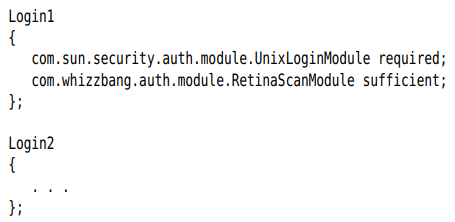 Login1
{
com.sun.security.auth.module.UnixLoginModule required;
com.whizzbang.auth.module.RetinaScanModule sufficient;
};
Login2
{
. . .
};